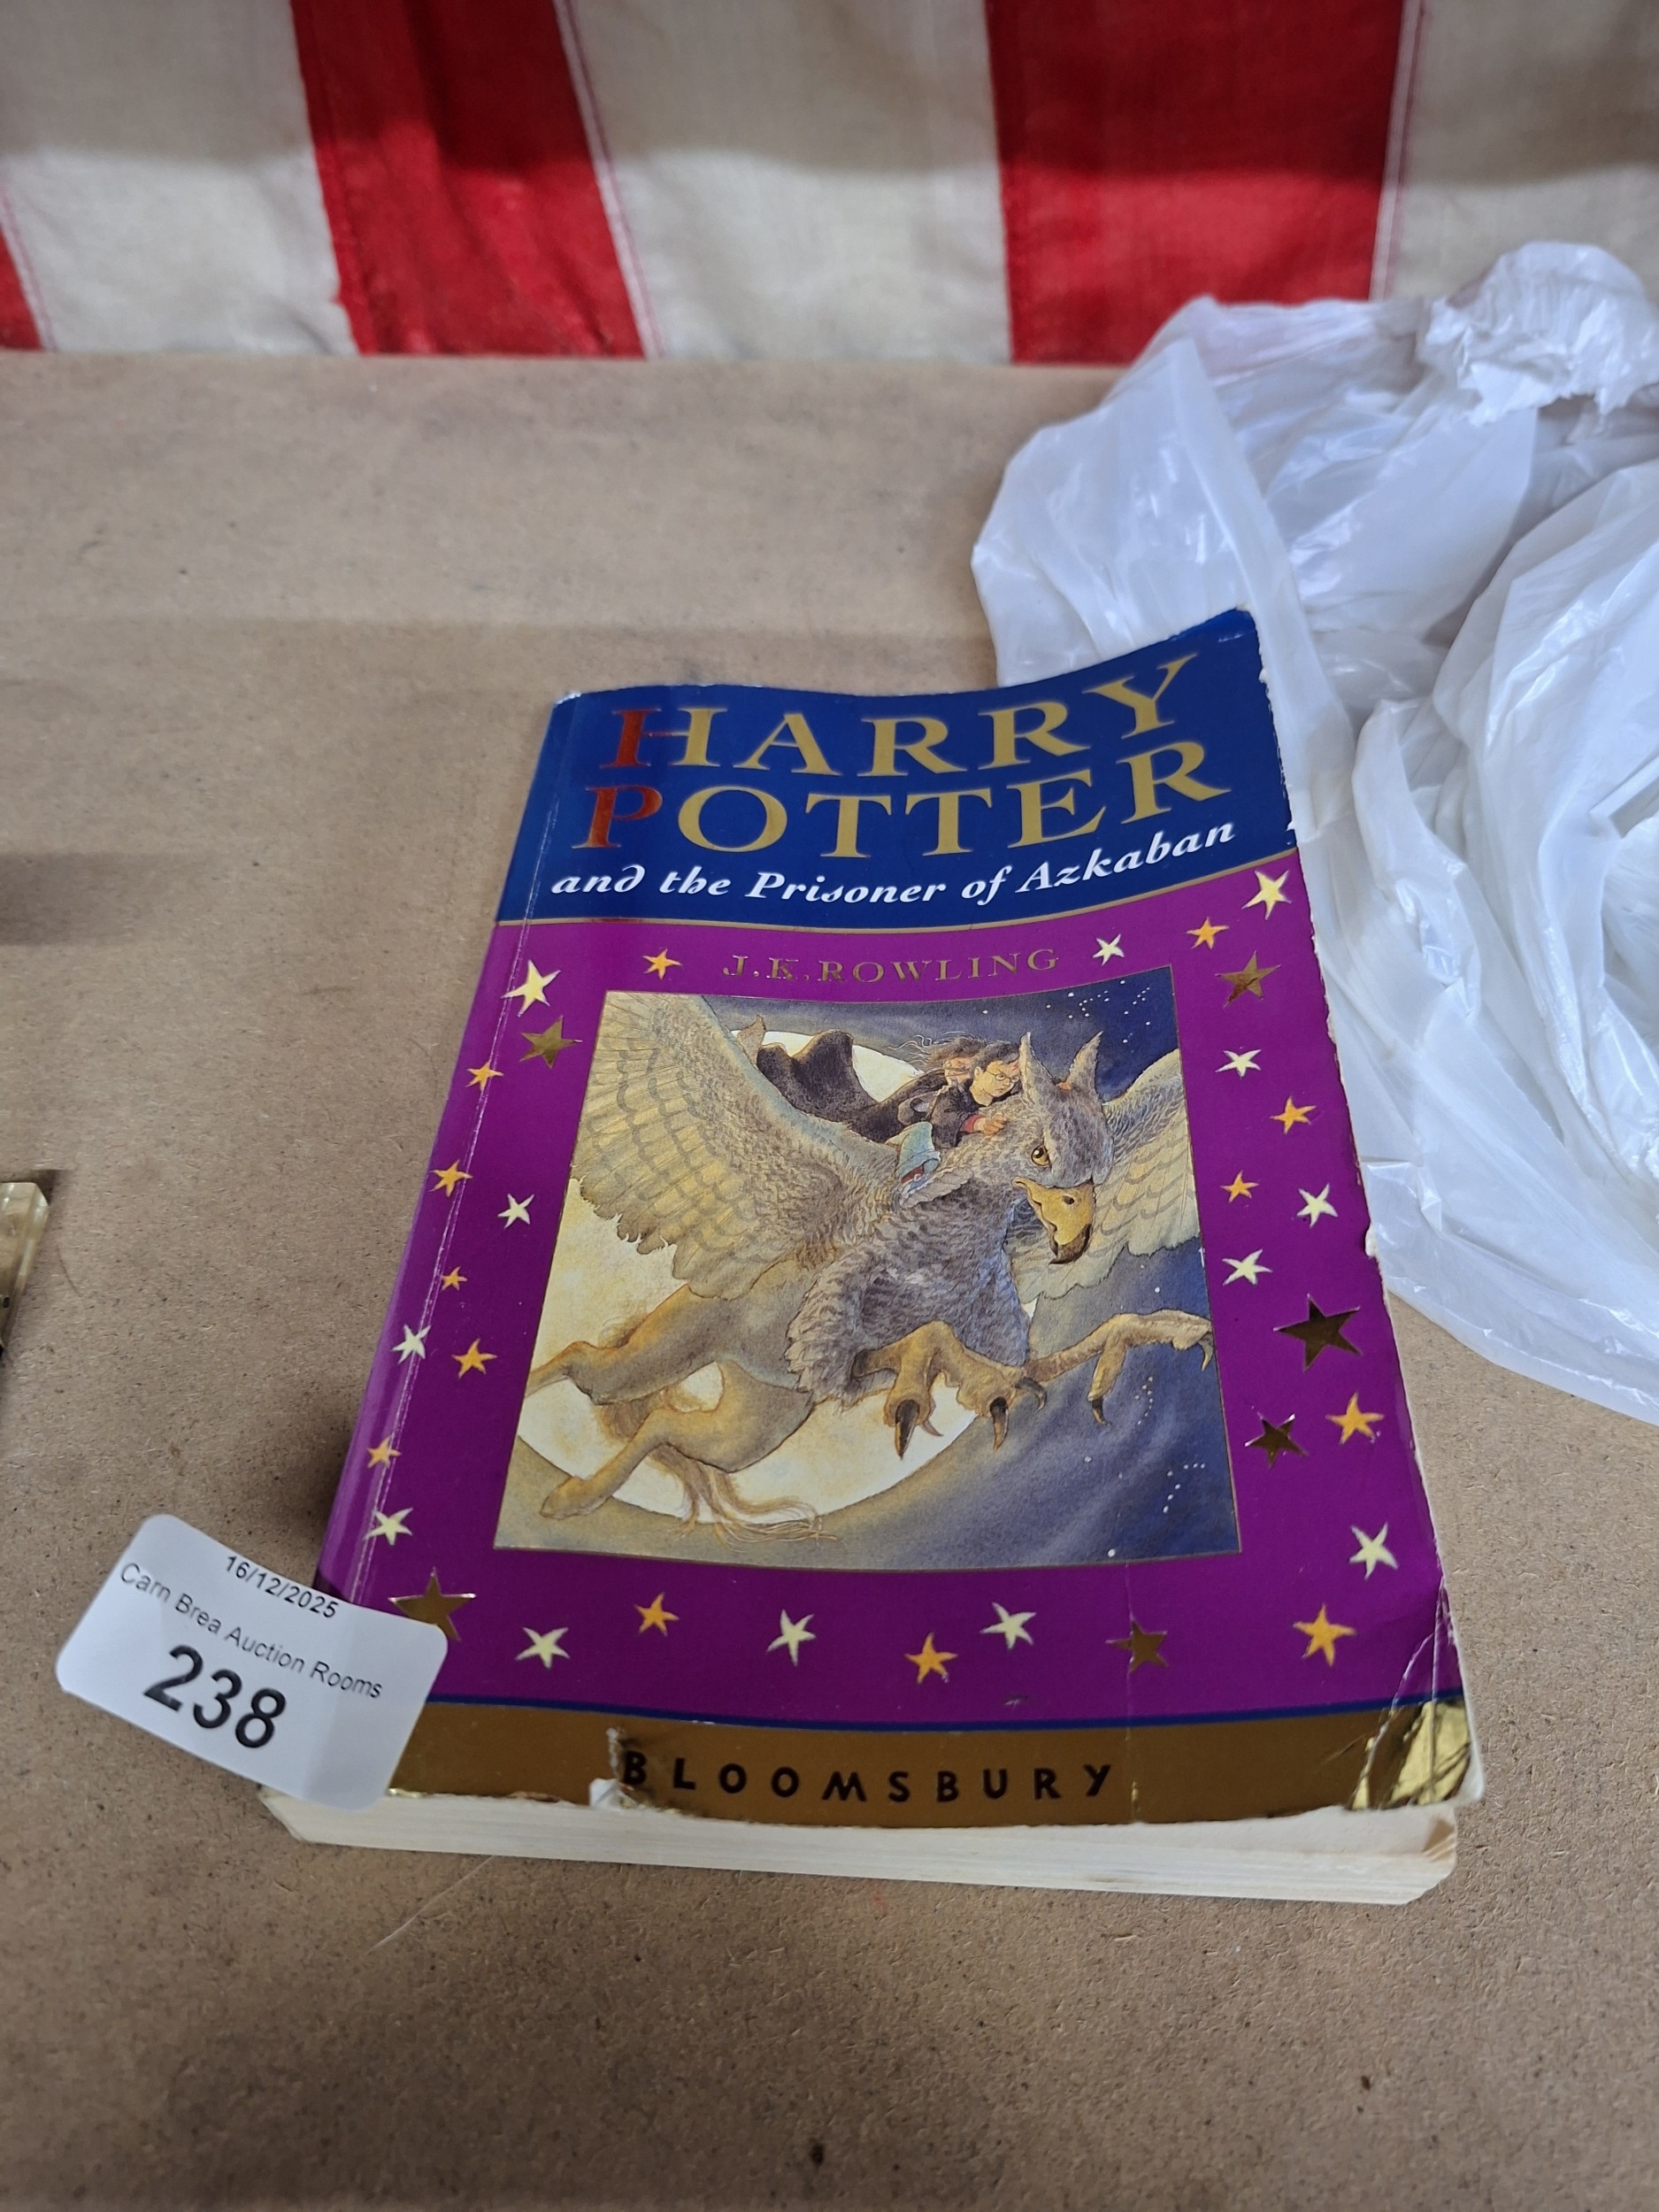 HARRY
POTTER
and the Prisoner of Azkaban
J.K.ROWLING
BLOOMSBURY
16/12/2025
Carn Brea Auction Rooms
238